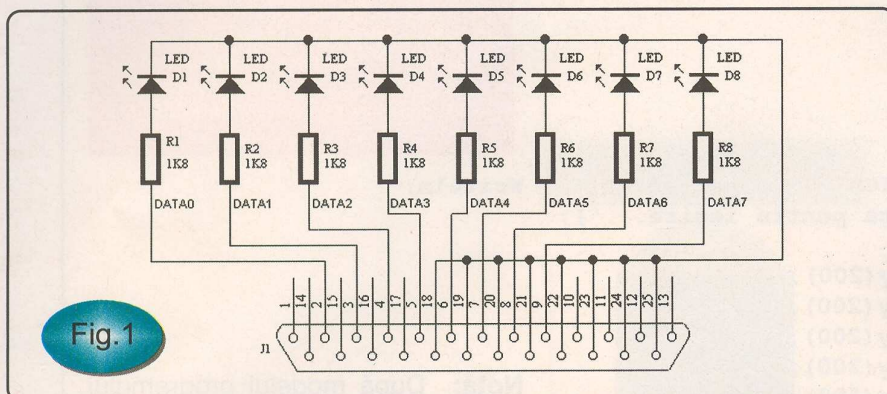 LED LED LED LED LED LED LED LED
D1 D2 D3 D4 D5 D6 D7 D8
R1 R2 R3 R4 R5 R6 R7 R8
1K8 1K8 1K8 1K8 1K8 1K8 1K8 1K8
DATA0 DATA1 DATA2 DATA3 DATA4 DATA5 DATA6 DATA7
1 14 2 15 3 16 4 17 5 18 6 19 7 20 8 21 9 22 10 23 11 24 12 25 13
J1
Fig.1